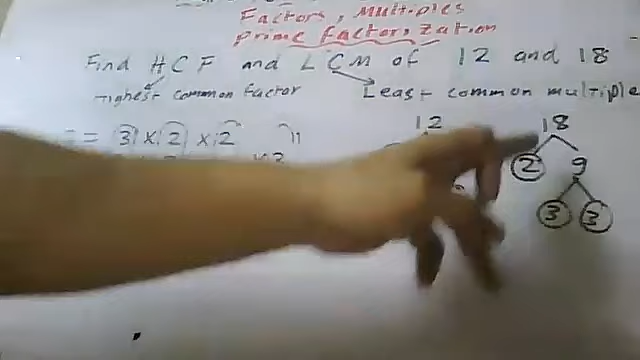 Factors, Multiples
prime factorization
Find HCF and LCM of 12 and 18
Highest common factor Least common multiple
= 3 x 2 x 2
12 18
x 2
2 9
3 3